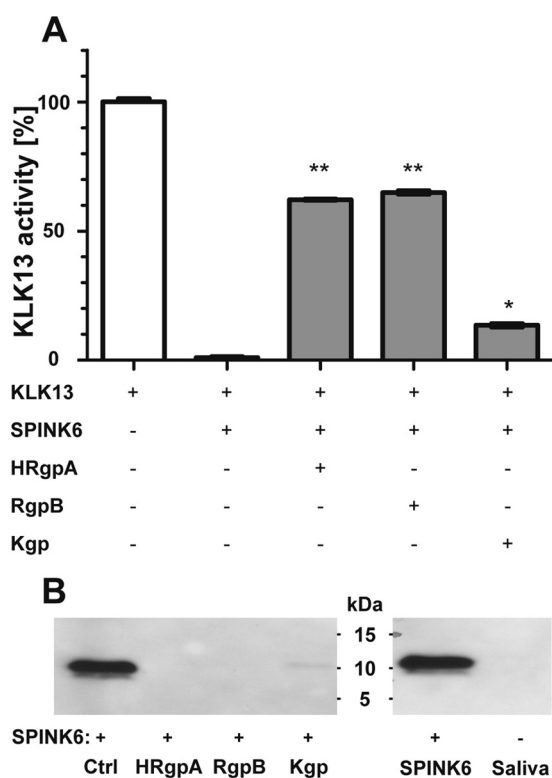 A
KLK13 activity [%]
100
50
0
**
**
*
KLK13 + + + + +
SPINK6 - + + + +
HRgpA - - + - -
RgpB - - - + -
Kgp - - - - +
B
kDa
- 15 -
- 10 -
5
SPINK6: + + + + + -
Ctrl HRgpA RgpB Kgp SPINK6 Saliva